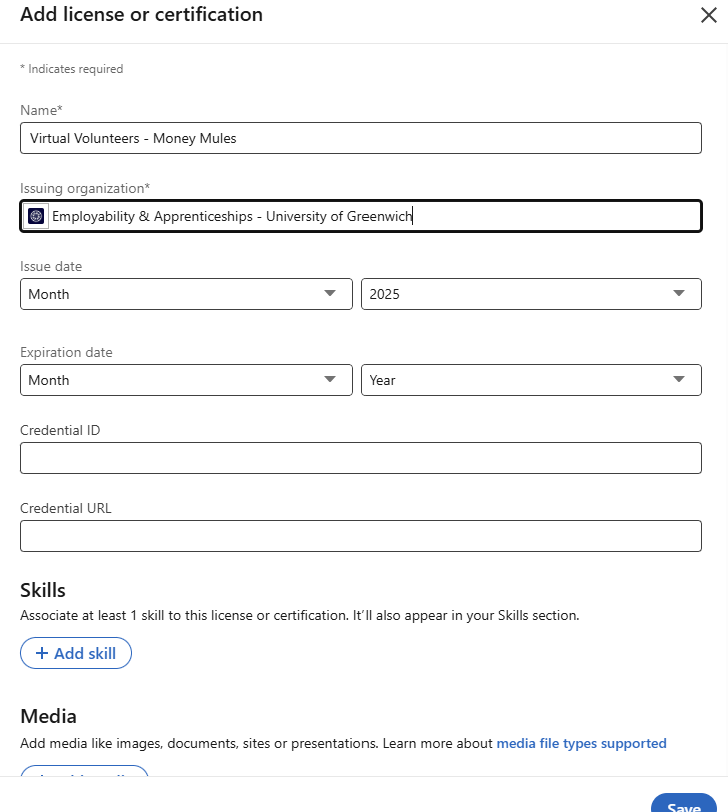 Add license or certification
* Indicates required
Name*
Virtual Volunteers - Money Mules
Issuing organization*
Employability & Apprenticeships - University of Greenwich
Issue date
Month 2025
Expiration date
Month Year
Credential ID
Credential URL
Skills
Associate at least 1 skill to this license or certification. It'll also appear in your Skills section.
+ Add skill
Media
Add media like images, documents, sites or presentations. Learn more about media file types supported
Save